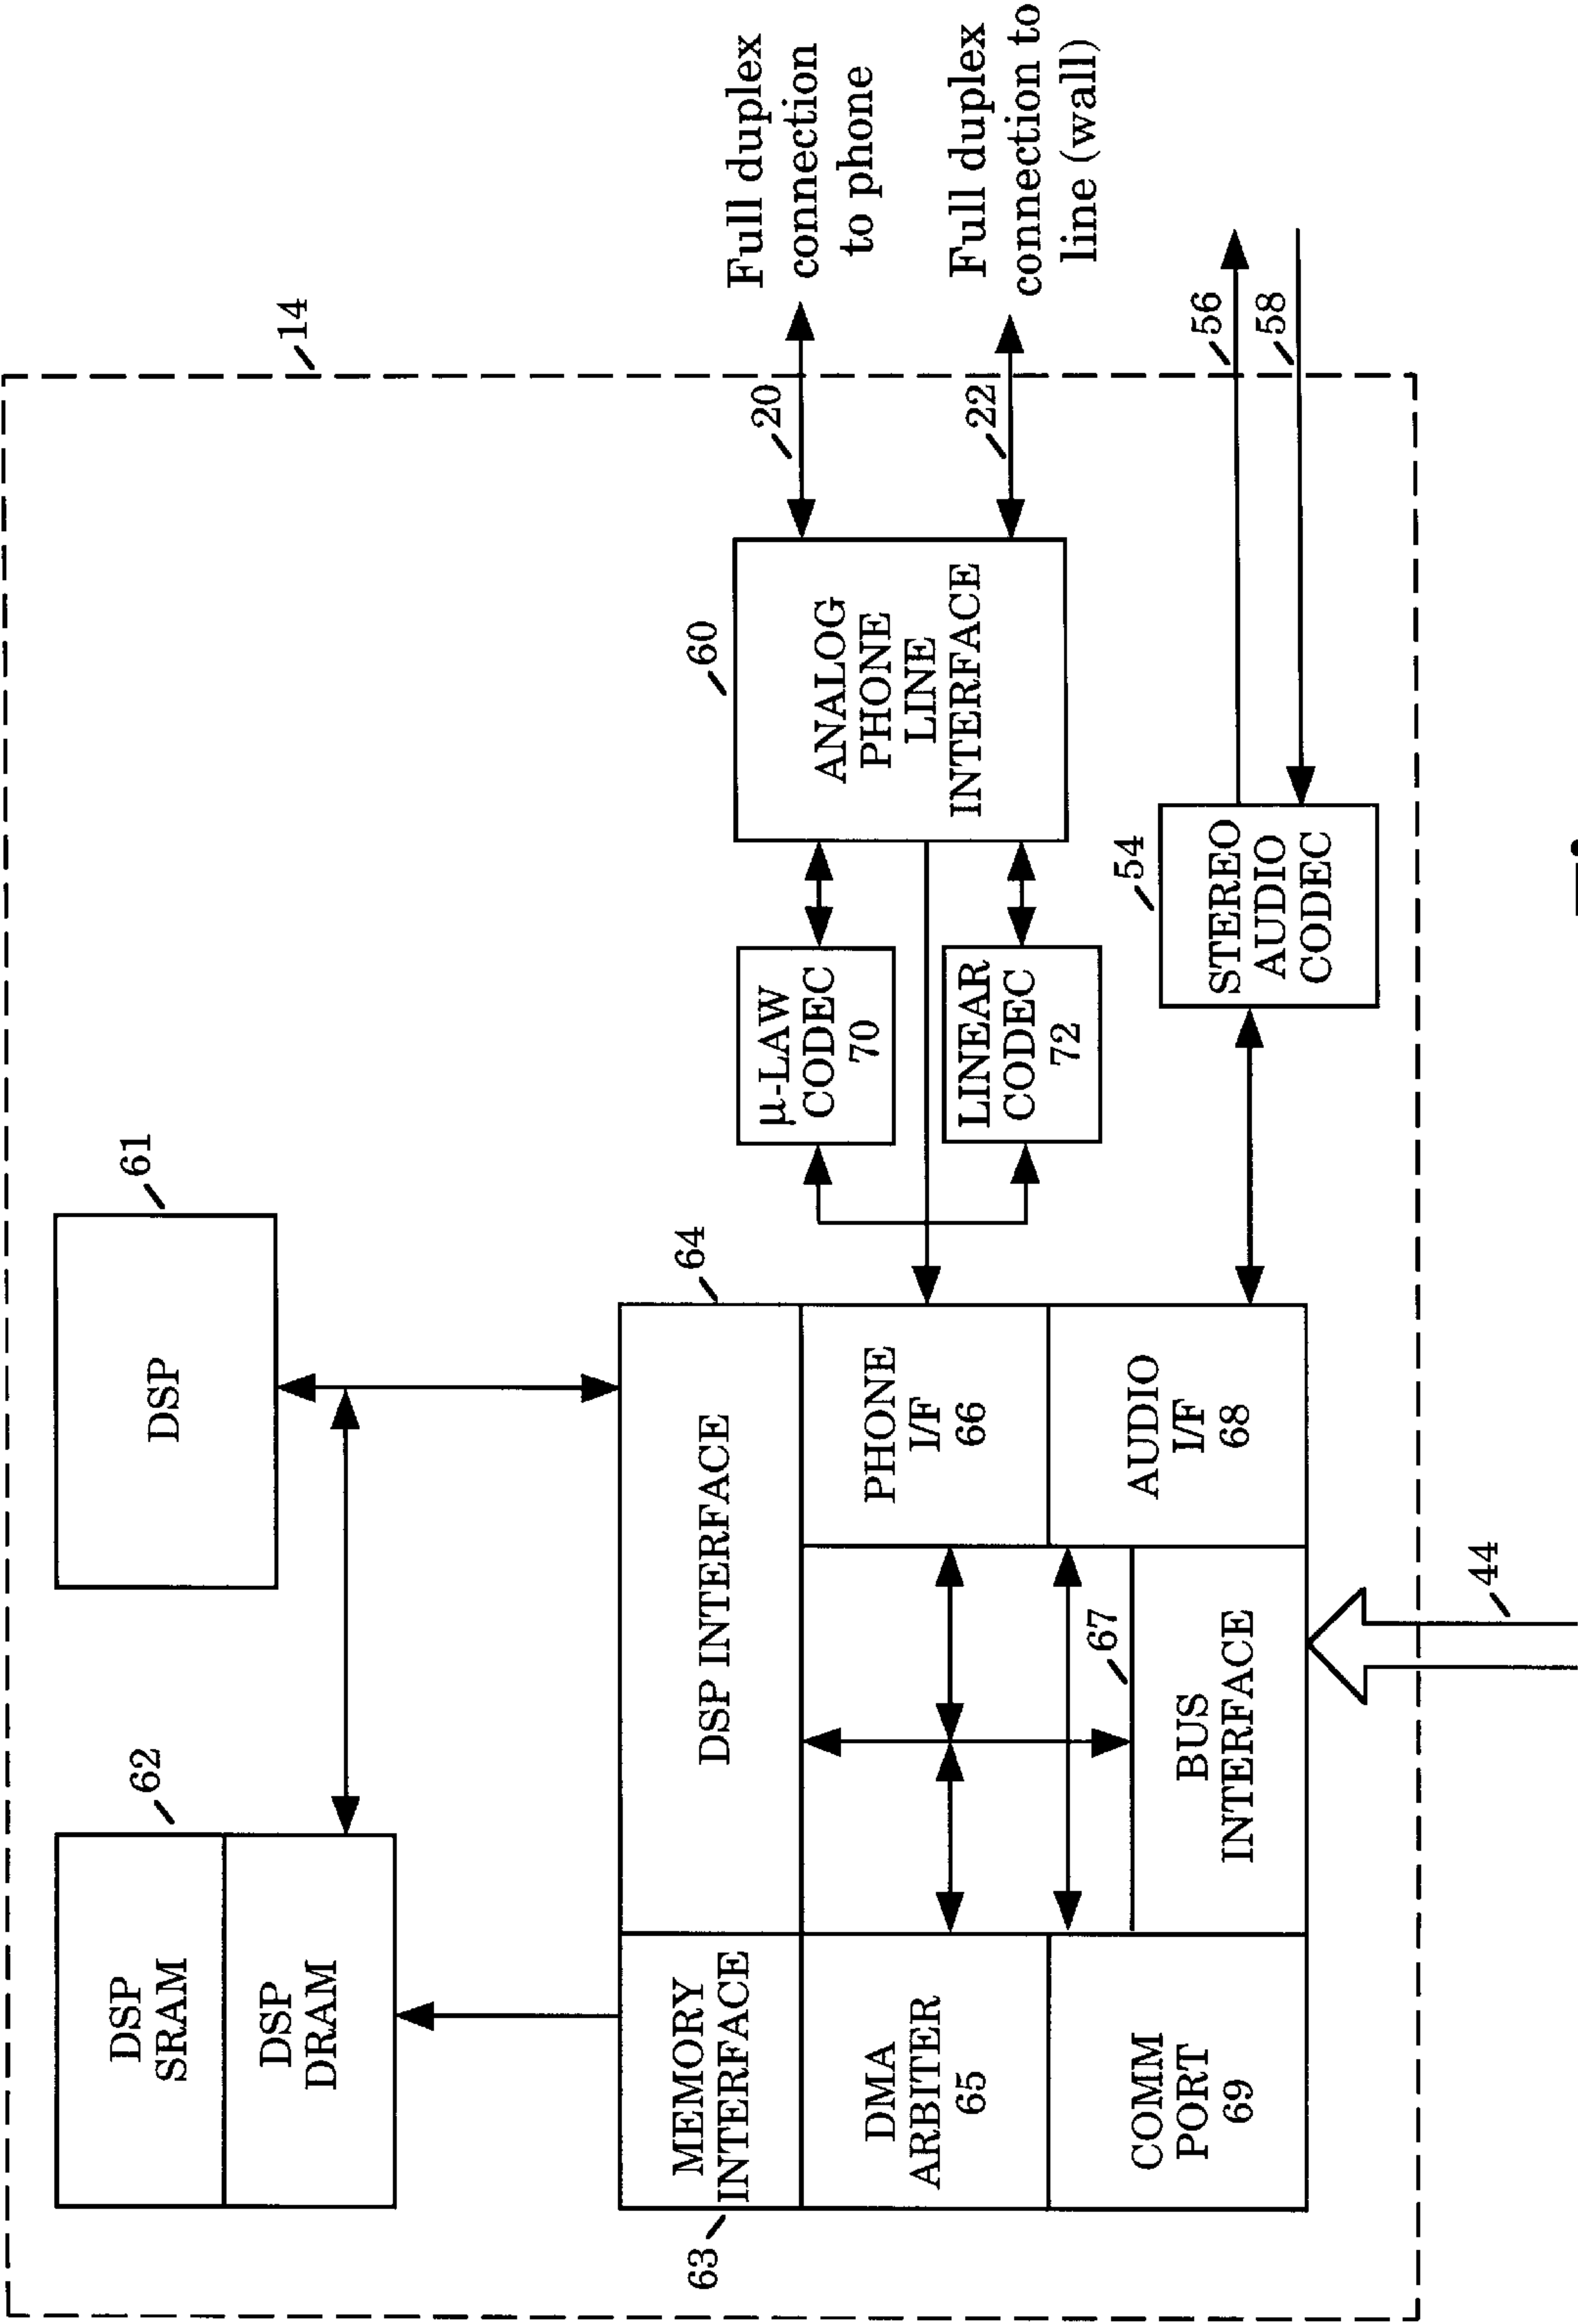 14
DSP
SRAM
62
DSP
DRAM
DSP
61
63
MEMORY
INTERFACE
DSP INTERFACE
64
DMA
ARBITER
65
PHONE
I/F
66
COMM
PORT
69
67
BUS
INTERFACE
AUDIO
I/F
68
µ-LAW
CODEC
70
LINEAR
CODEC
72
60
ANALOG
PHONE
LINE
INTERFACE
20
Full duplex
connection
to phone
22
Full duplex
connection to
line (wall)
54
STEREO
AUDIO
CODEC
56
58
44